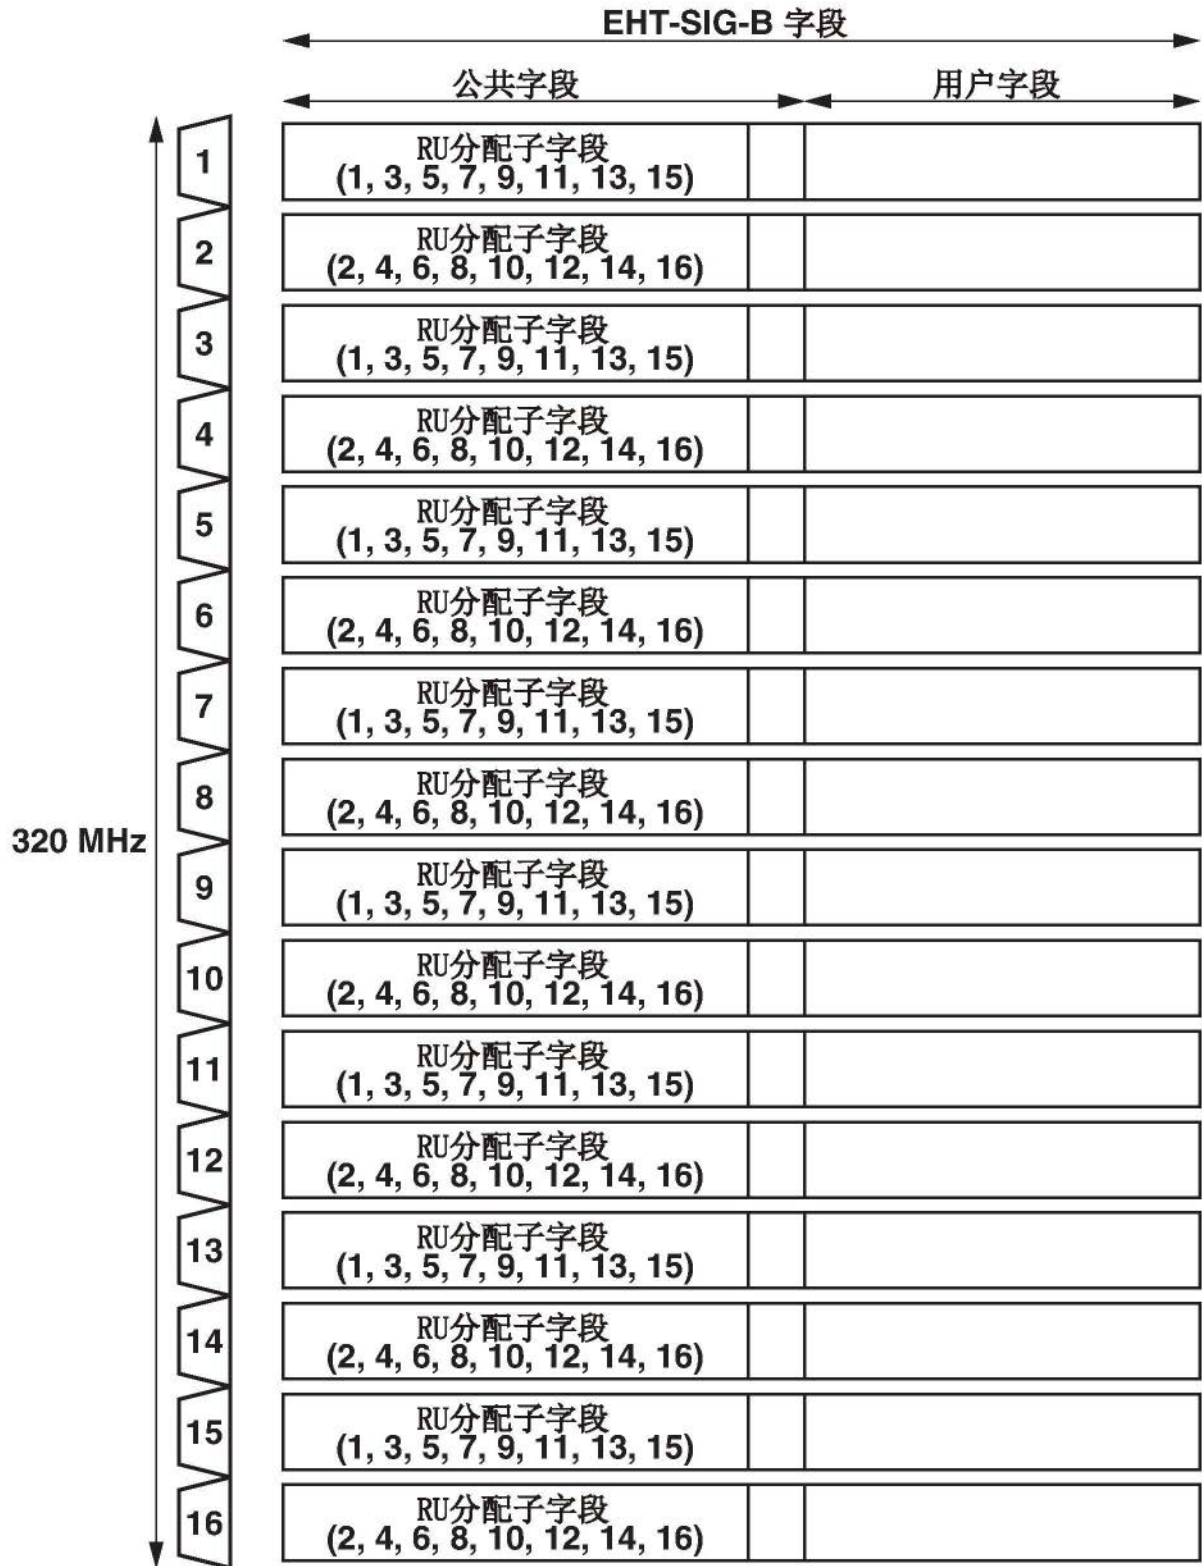 EHT-SIG-B 字段
公共字段
用户字段
1
RU分配子字段
(1, 3, 5, 7, 9, 11, 13, 15)
2
RU分配子字段
(2, 4, 6, 8, 10, 12, 14, 16)
3
RU分配子字段
(1, 3, 5, 7, 9, 11, 13, 15)
4
RU分配子字段
(2, 4, 6, 8, 10, 12, 14, 16)
5
RU分配子字段
(1, 3, 5, 7, 9, 11, 13, 15)
6
RU分配子字段
(2, 4, 6, 8, 10, 12, 14, 16)
7
RU分配子字段
(1, 3, 5, 7, 9, 11, 13, 15)
8
RU分配子字段
(2, 4, 6, 8, 10, 12, 14, 16)
320 MHz
9
RU分配子字段
(1, 3, 5, 7, 9, 11, 13, 15)
10
RU分配子字段
(2, 4, 6, 8, 10, 12, 14, 16)
11
RU分配子字段
(1, 3, 5, 7, 9, 11, 13, 15)
12
RU分配子字段
(2, 4, 6, 8, 10, 12, 14, 16)
13
RU分配子字段
(1, 3, 5, 7, 9, 11, 13, 15)
14
RU分配子字段
(2, 4, 6, 8, 10, 12, 14, 16)
15
RU分配子字段
(1, 3, 5, 7, 9, 11, 13, 15)
16
RU分配子字段
(2, 4, 6, 8, 10, 12, 14, 16)